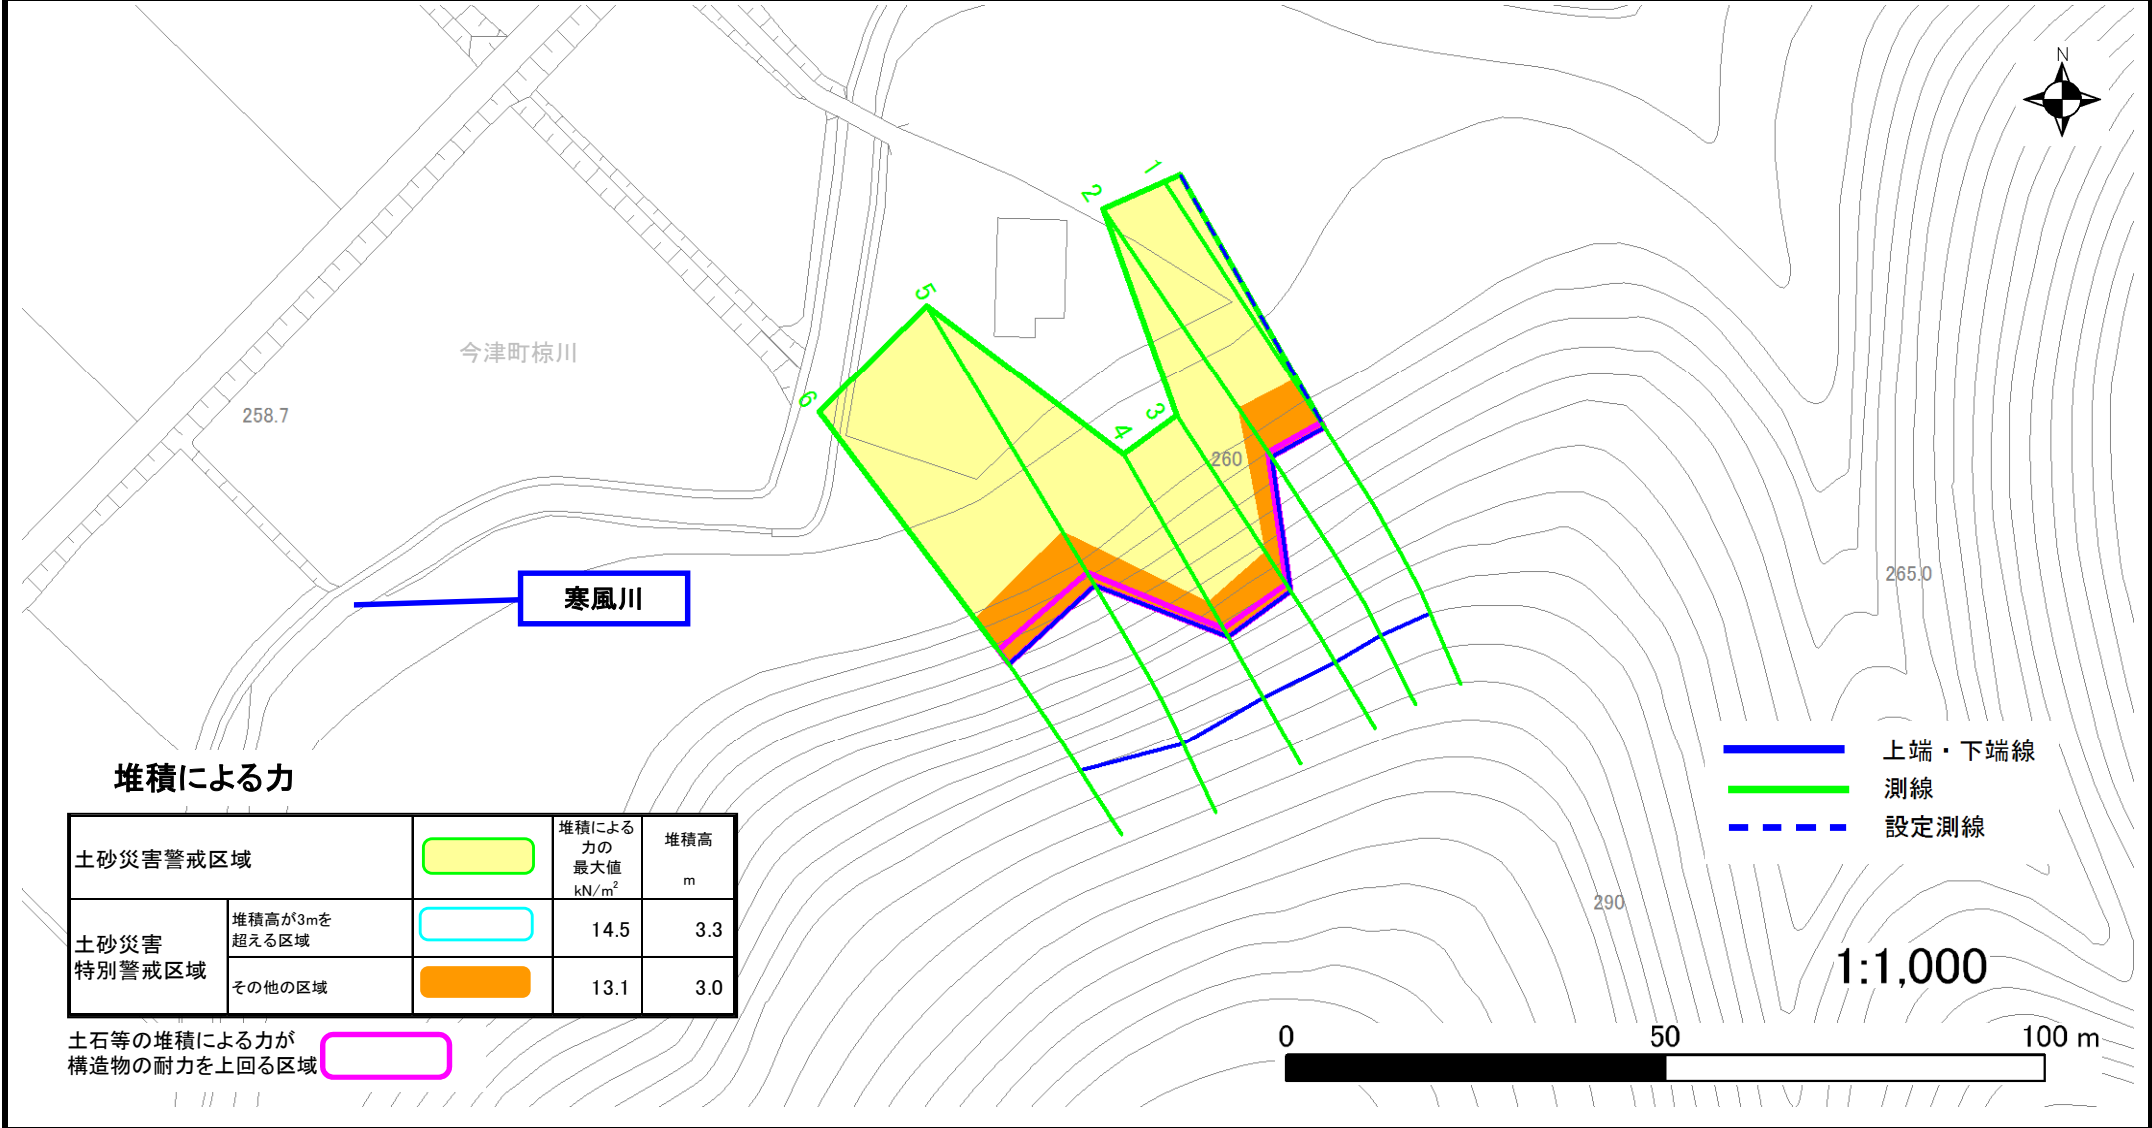 N
1
2
5
今津町椋川
6
3
4
258.7
260
265.0
寒風川
上端・下端線
測線
設定測線
堆積による力
土砂災害警戒区域
堆積による
力の
最大値
kN/m²
堆積高
m
土砂災害
特別警戒区域
堆積高が3mを
超える区域
14.5
3.3
その他の区域
13.1
3.0
290
1:1,000
土石等の堆積による力が
構造物の耐力を上回る区域
0
50
100 m